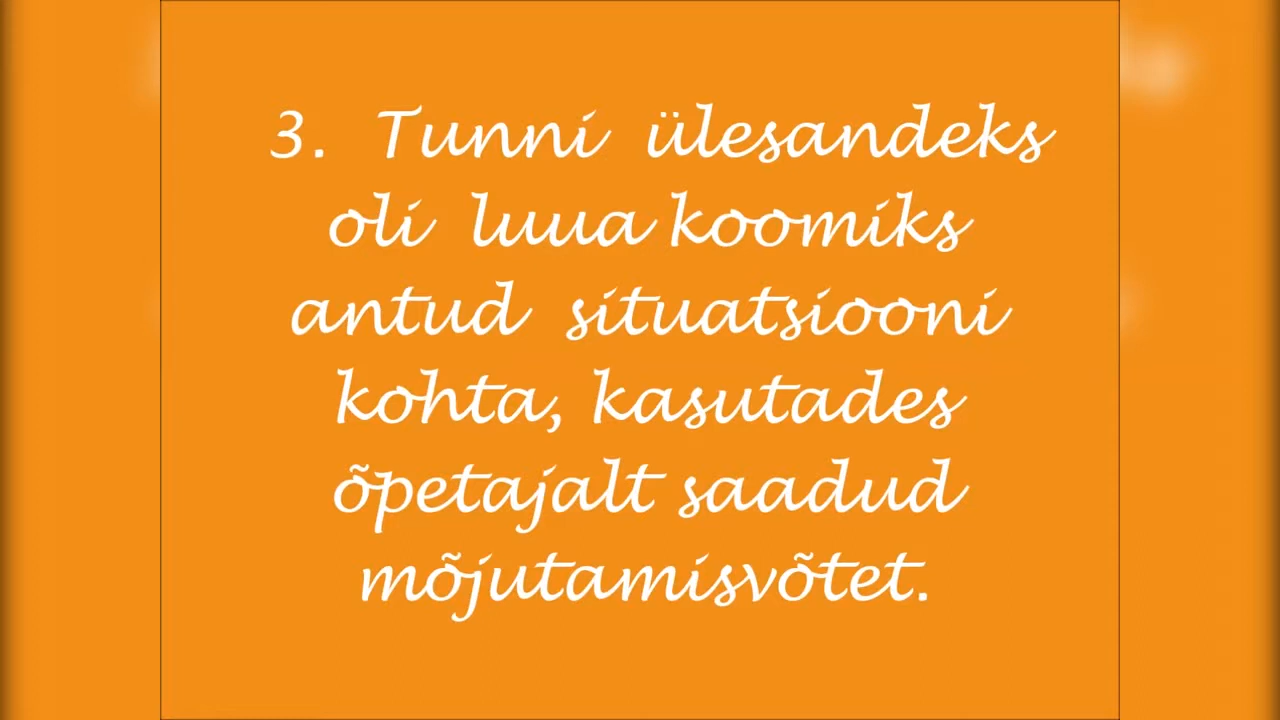 3. Tunni ülesandeks
oli luua koomiks
antud situatsiooni
kohta, kasutades
õpetajalt saadud
mõjutamisvõtet.